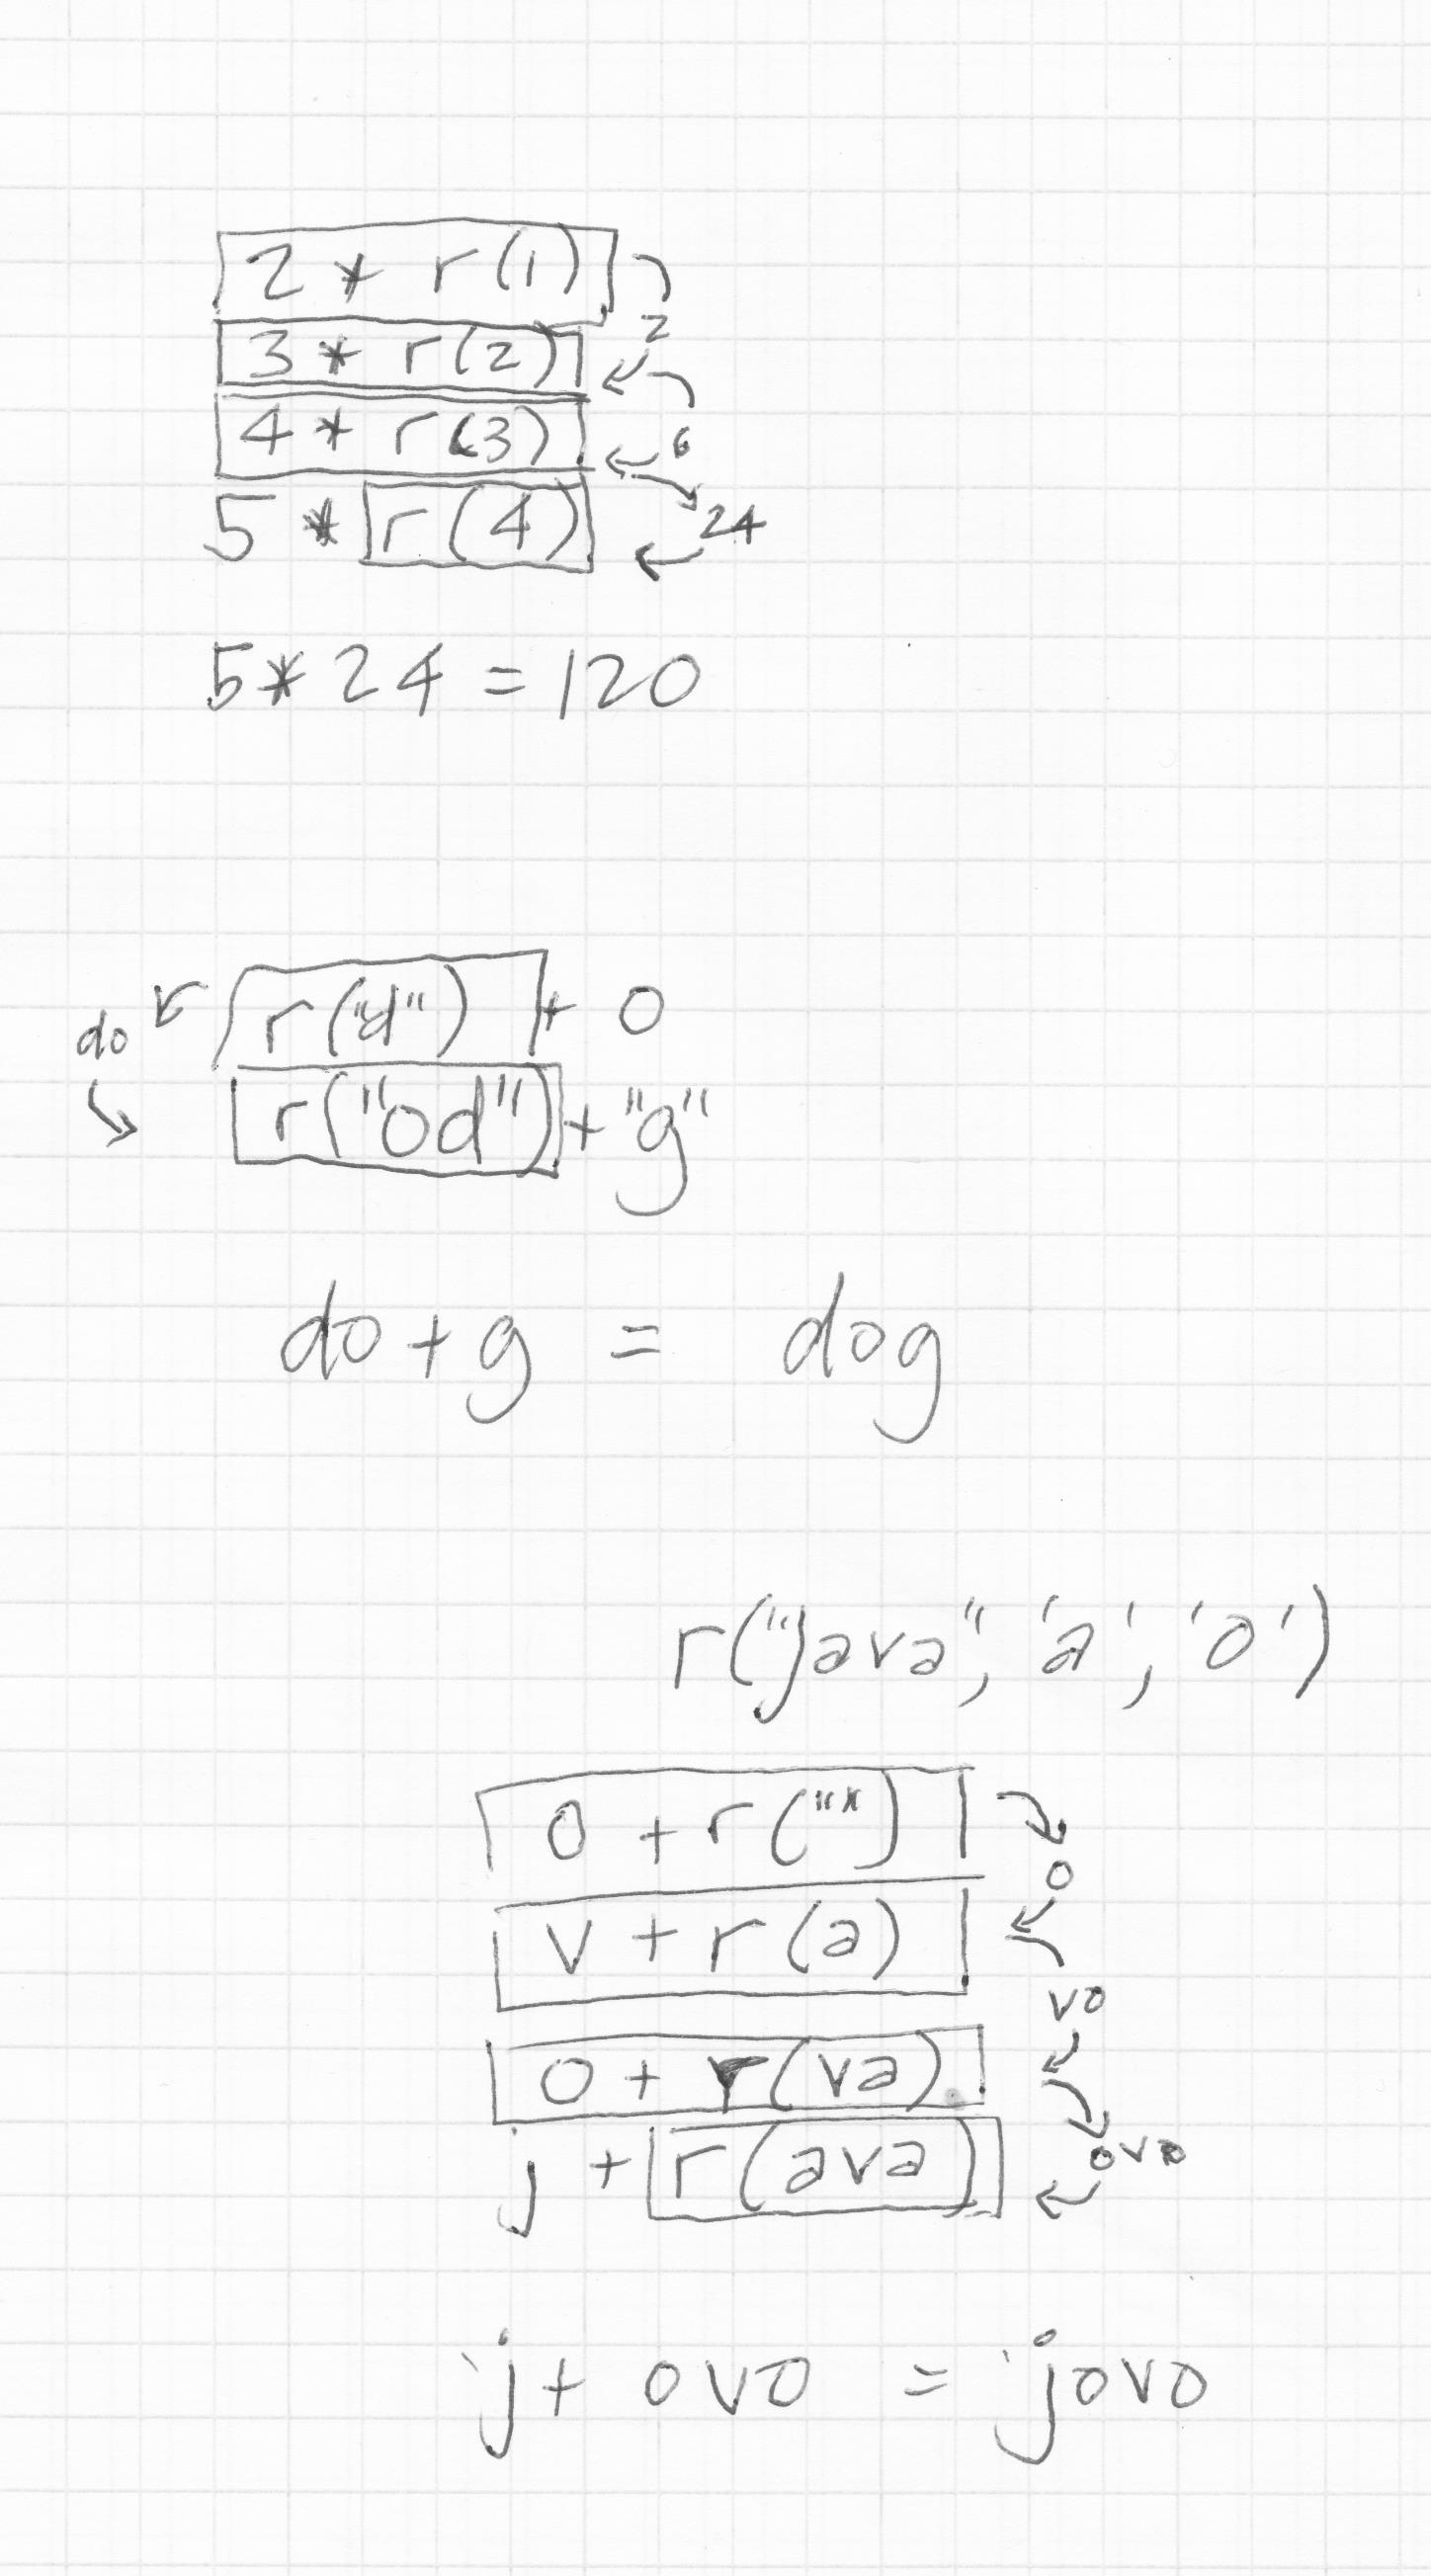 2 * r(1)
2
3 * r(2)
4 * r(3)
6
5 * r(4)
24
5 * 24 = 120
r("d") + o
do
r("od") + "g"
do + g = dog
r("java", 'a', 'o')
o + r("")
o
v + r(a)
vo
o + r(va)
j + r(ava)
ovo
j + ovo = jovo